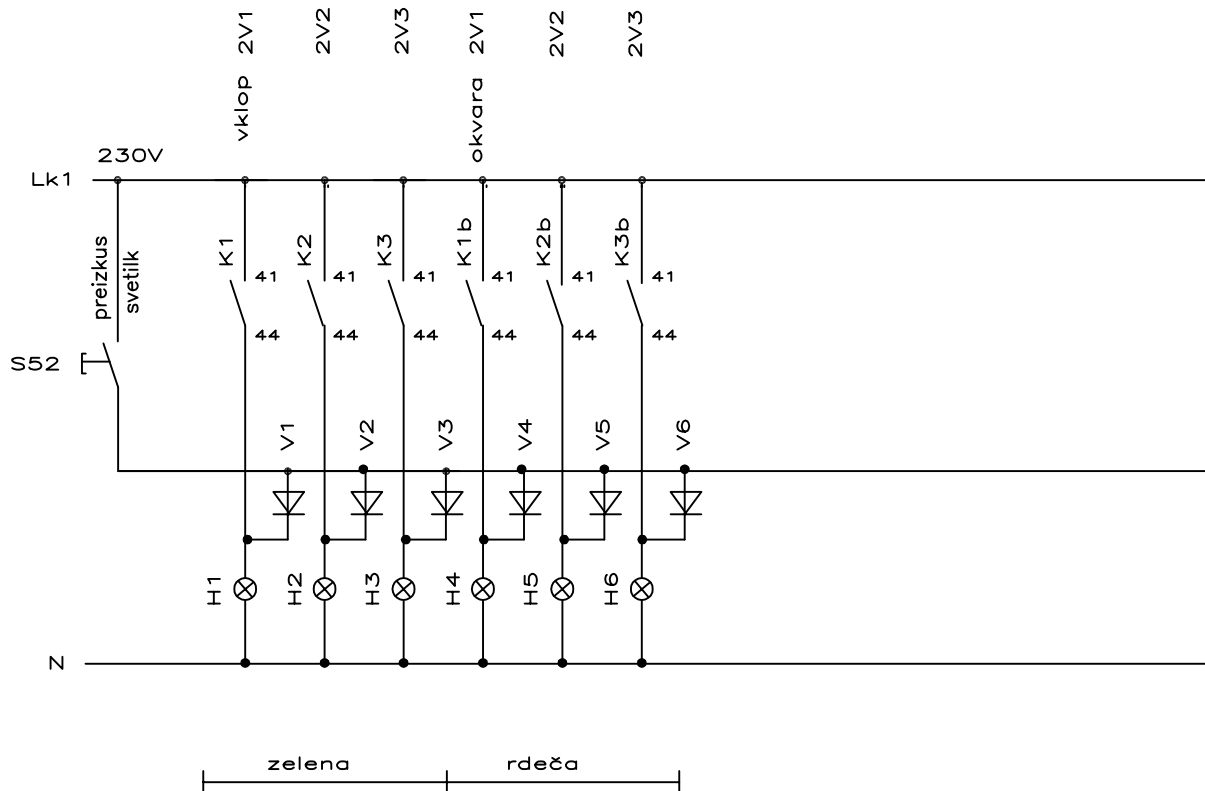 vklop 2V1
2V2
2V3
okvara 2V1
2V2
2V3
230V
Lk1
preizkus
svetilk
K1
K2
K3
K1b
K2b
K3b
41
41
41
41
41
41
44
44
44
44
44
44
S52
V1
V2
V3
V4
V5
V6
H1
H2
H3
H4
H5
H6
N
zelena
rdeča